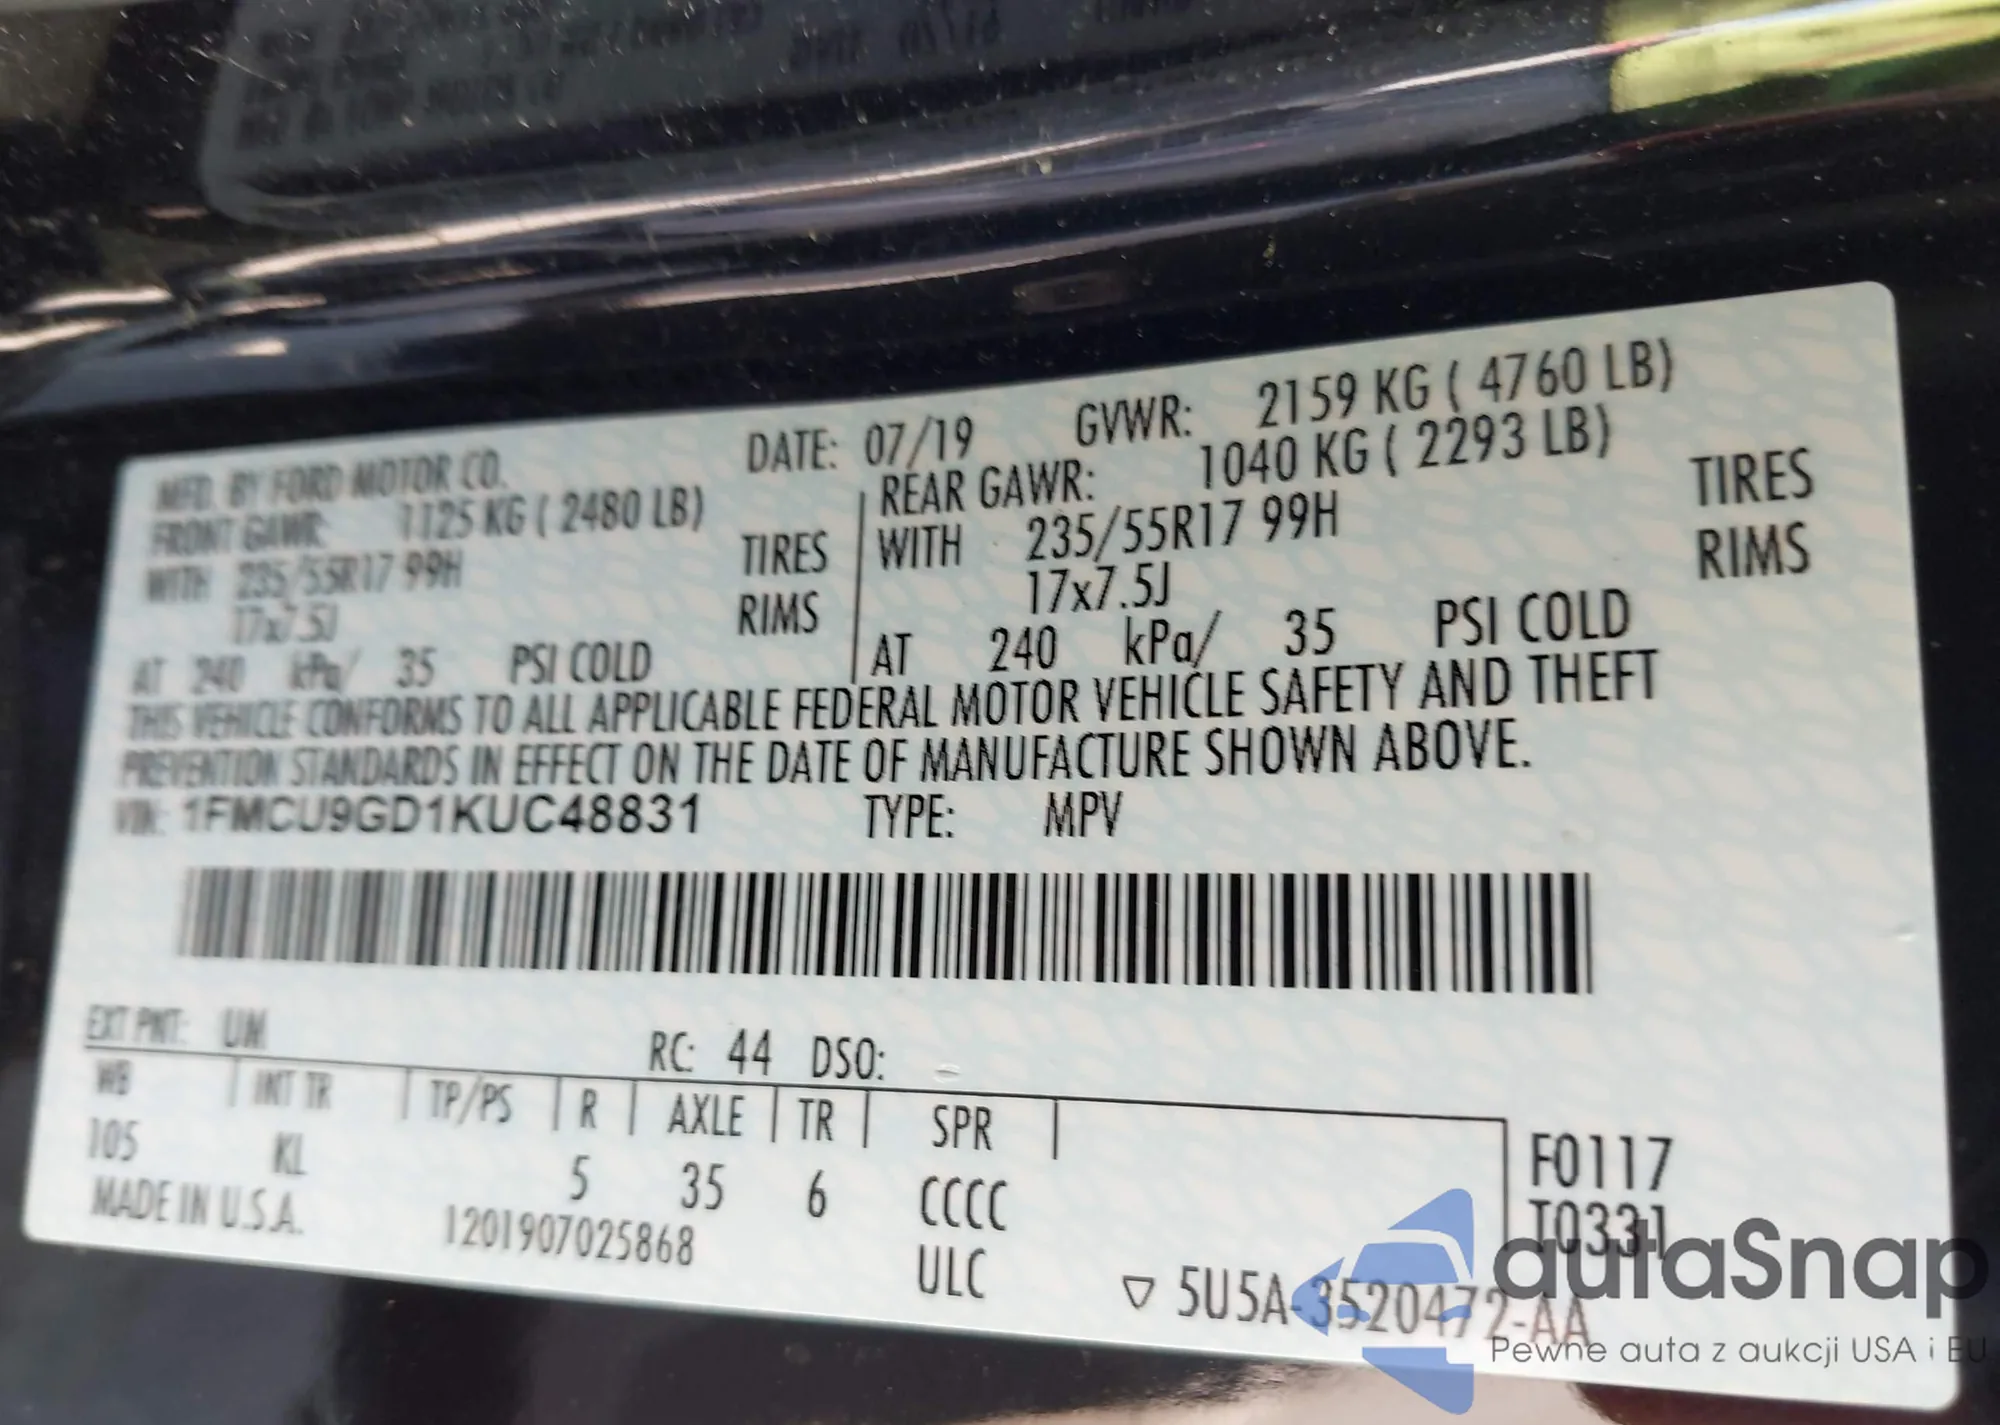 MFD. BY FORD MOTOR CO. DATE: 07/19 GVWR: 2159 KG ( 4760 LB)
FRONT GAWR: 1125 KG ( 2480 LB) REAR GAWR: 1040 KG ( 2293 LB)
WITH 235/55R17 99H TIRES WITH 235/55R17 99H TIRES
17x7.5J RIMS 17x7.5J RIMS
AT 240 kPa/ 35 PSI COLD AT 240 kPa/ 35 PSI COLD
THIS VEHICLE CONFORMS TO ALL APPLICABLE FEDERAL MOTOR VEHICLE SAFETY AND THEFT
PREVENTION STANDARDS IN EFFECT ON THE DATE OF MANUFACTURE SHOWN ABOVE.
VIN: 1FMCU9GD1KUC48831 TYPE: MPV
EXT PNT: UM RC: 44 DSO:
WB INT TR TP/PS R AXLE TR SPR
105 KL 5 35 6 CCCC F0117
MADE IN U.S.A. 1201907025868 ULC T0331
▽ 5U5A-3520472-AA
autaSnap
Pewne auta z aukcji USA i EU